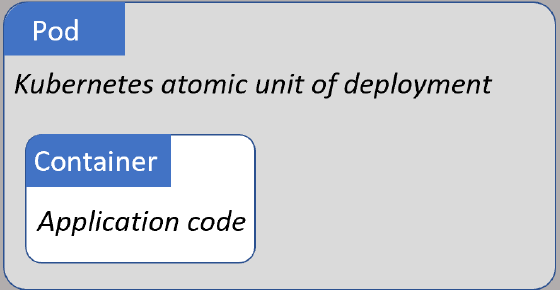 Pod
Kubernetes atomic unit of deployment
Container
Application code